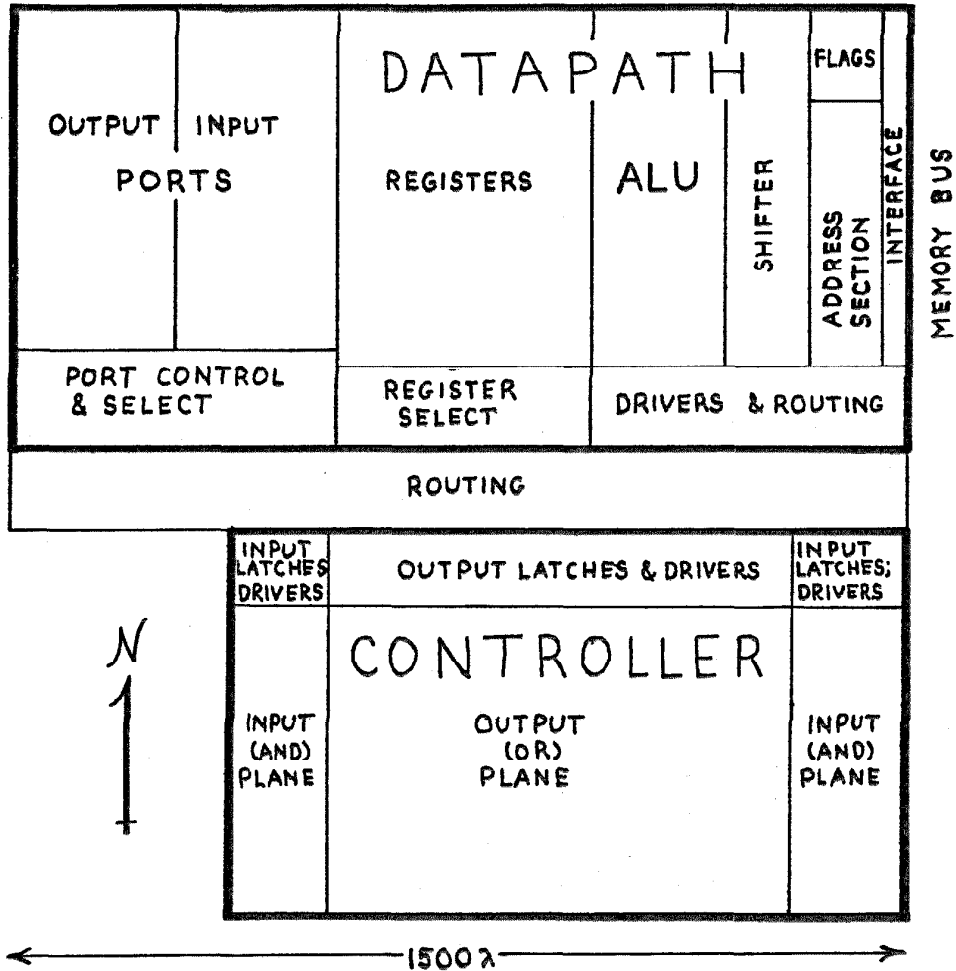 DATAPATH
FLAGS
OUTPUT INPUT
PORTS
REGISTERS
ALU
SHIFTER
ADDRESS
SECTION
INTERFACE
MEMORY BUS
PORT CONTROL
& SELECT
REGISTER
SELECT
DRIVERS & ROUTING
ROUTING
INPUT
LATCHES
DRIVERS
OUTPUT LATCHES & DRIVERS
INPUT
LATCHES;
DRIVERS
N
CONTROLLER
INPUT
(AND)
PLANE
OUTPUT
(OR)
PLANE
INPUT
(AND)
PLANE
1500λ